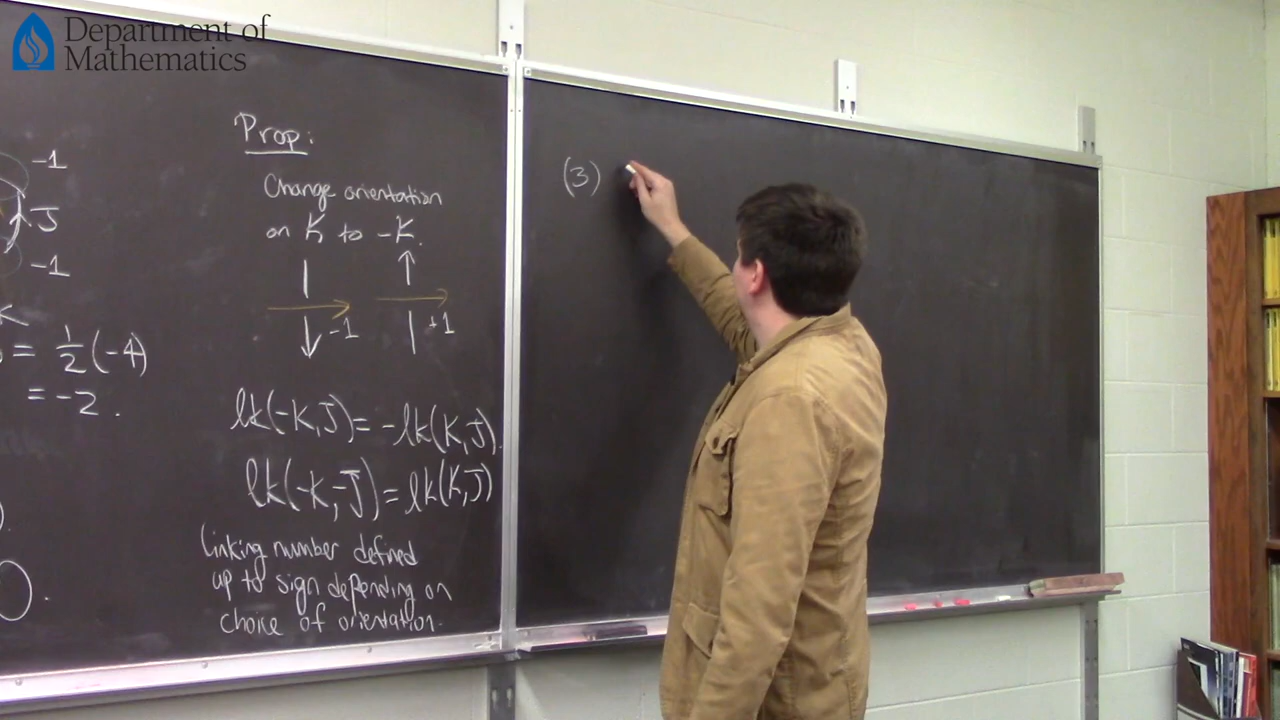 Department of
Mathematics
-1
J
-1
= 1/2 (-4)
= -2.
Prop:
Change orientation
on K to -K.
-1
+1
lk(-K,J) = -lk(K,J).
lk(-K,-J) = lk(K,J)
Linking number defined
up to sign depending on
choice of orientation.
(3)